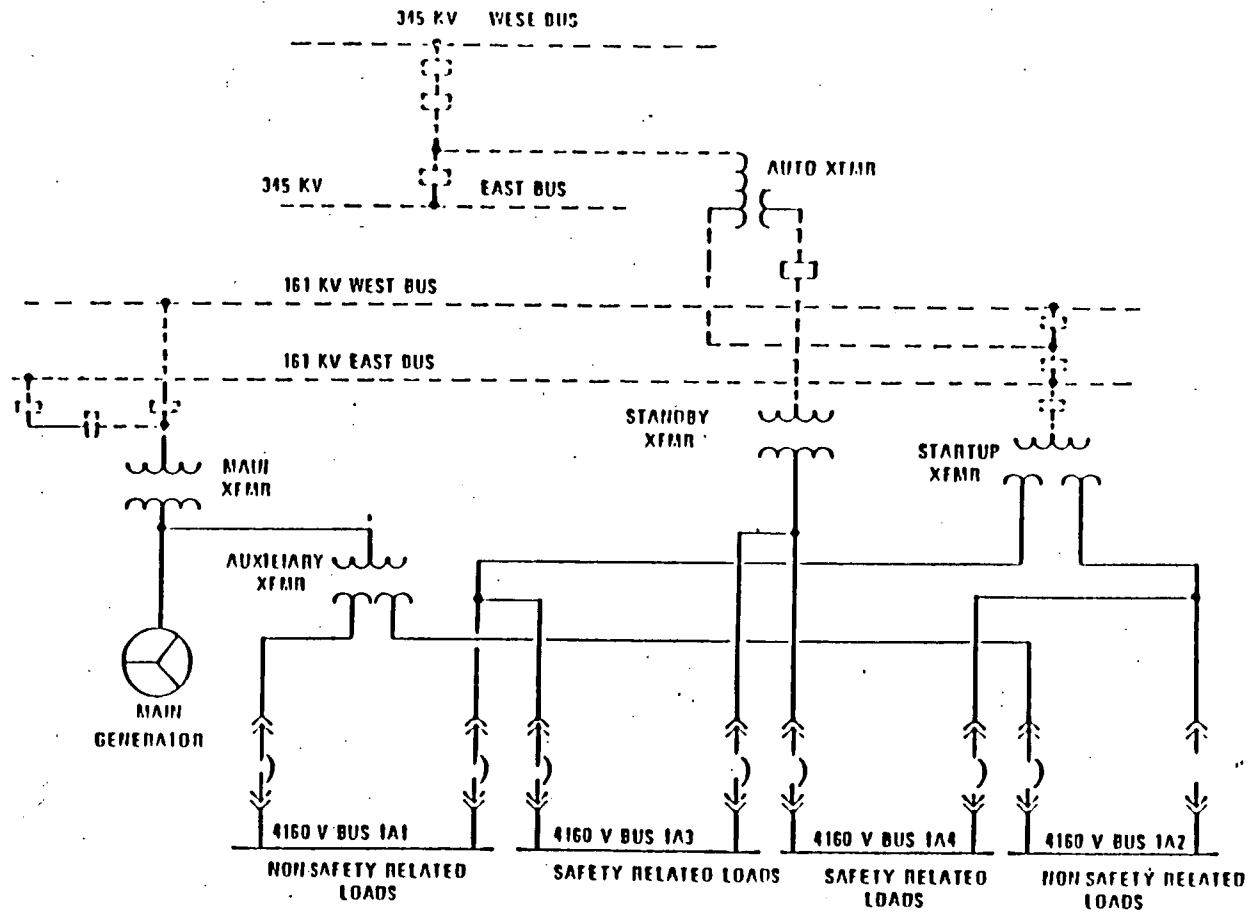 345 KV WESE BUS
345 KV EAST BUS
AUTO XFMR
161 KV WEST BUS
161 KV EAST BUS
STANDBY
XFMR
STARTUP
XFMR
MAIN
XFMR
AUXILIARY
XFMR
MAIN
GENERATOR
4160 V BUS 1A1
4160 V BUS 1A3
4160 V BUS 1A4
4160 V BUS 1A2
NON SAFETY RELATED
LOADS
SAFETY RELATED LOADS
SAFETY RELATED
LOADS
NON SAFETY RELATED
LOADS